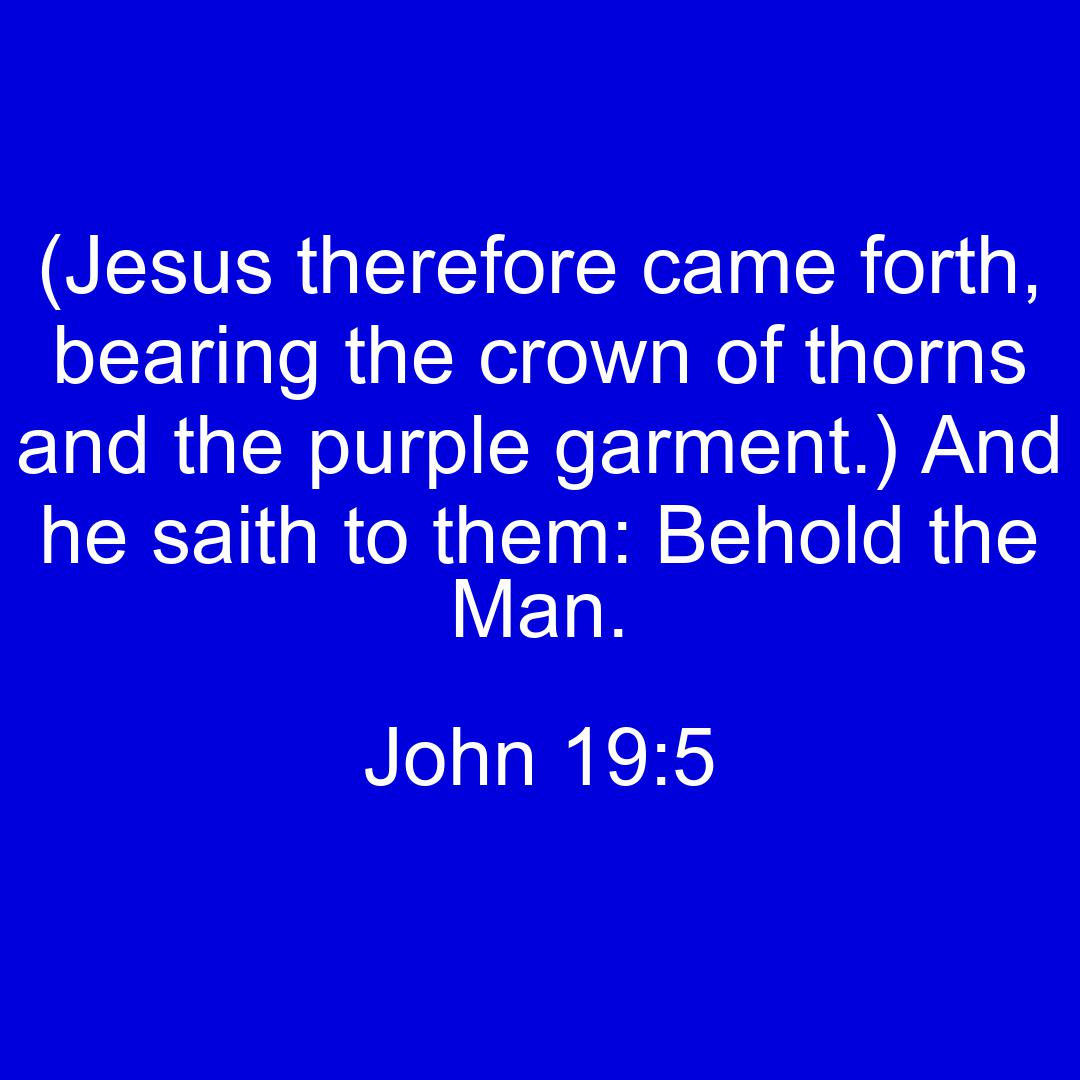 (Jesus therefore came forth,
bearing the crown of thorns
and the purple garment.) And
he saith to them: Behold the
Man.
John 19:5